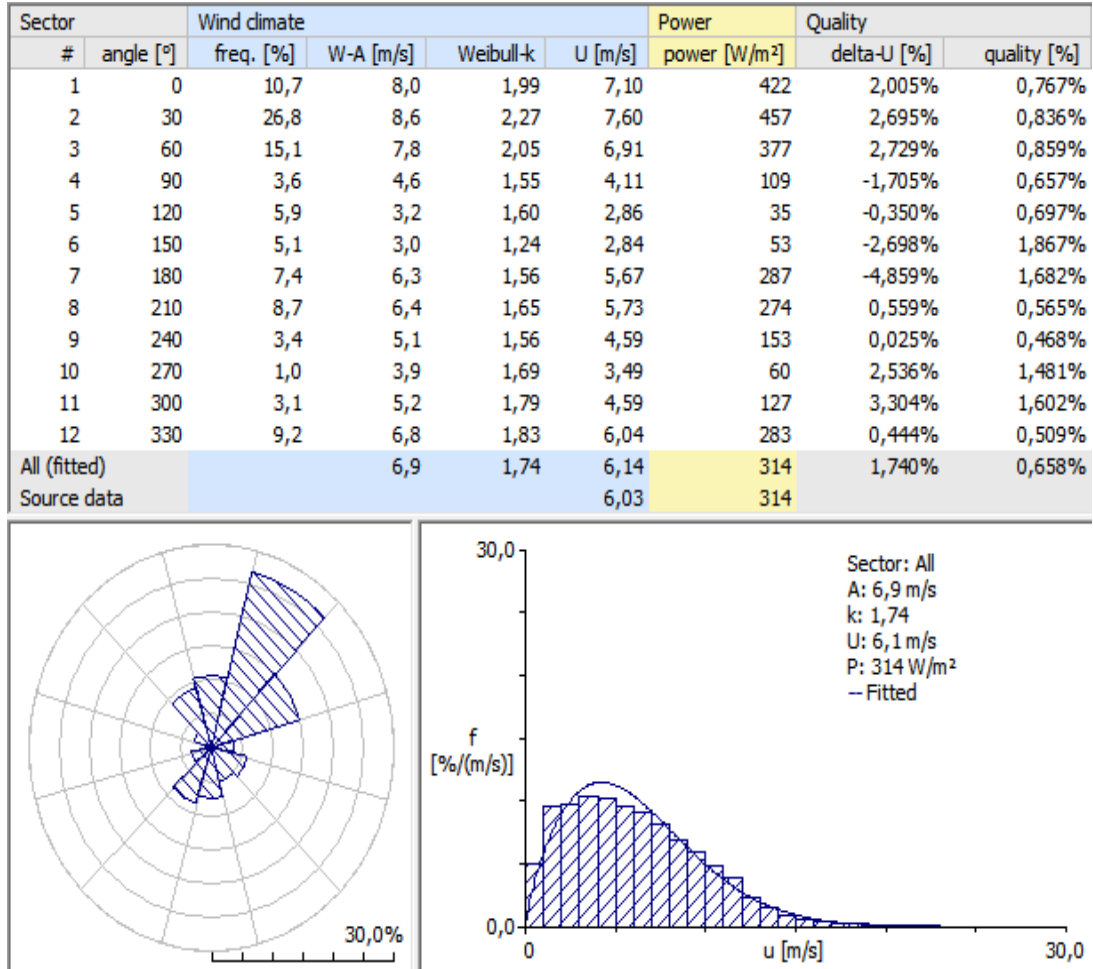 Sector Wind climate Power Quality
# angle [°] freq. [%] W-A [m/s] Weibull-k U [m/s] power [W/m²] delta-U [%] quality [%]
1 0 10,7 8,0 1,99 7,10 422 2,005% 0,767%
2 30 26,8 8,6 2,27 7,60 457 2,695% 0,836%
3 60 15,1 7,8 2,05 6,91 377 2,729% 0,859%
4 90 3,6 4,6 1,55 4,11 109 -1,705% 0,657%
5 120 5,9 3,2 1,60 2,86 35 -0,350% 0,697%
6 150 5,1 3,0 1,24 2,84 53 -2,698% 1,867%
7 180 7,4 6,3 1,56 5,67 287 -4,859% 1,682%
8 210 8,7 6,4 1,65 5,73 274 0,559% 0,565%
9 240 3,4 5,1 1,56 4,59 153 0,025% 0,468%
10 270 1,0 3,9 1,69 3,49 60 2,536% 1,481%
11 300 3,1 5,2 1,79 4,59 127 3,304% 1,602%
12 330 9,2 6,8 1,83 6,04 283 0,444% 0,509%
All (fitted) 6,9 1,74 6,14 314 1,740% 0,658%
Source data 6,03 314
30,0%
30,0
Sector: All
A: 6,9 m/s
k: 1,74
U: 6,1 m/s
P: 314 W/m²
– Fitted
f
[%/(m/s)]
0,0
0 u [m/s] 30,0